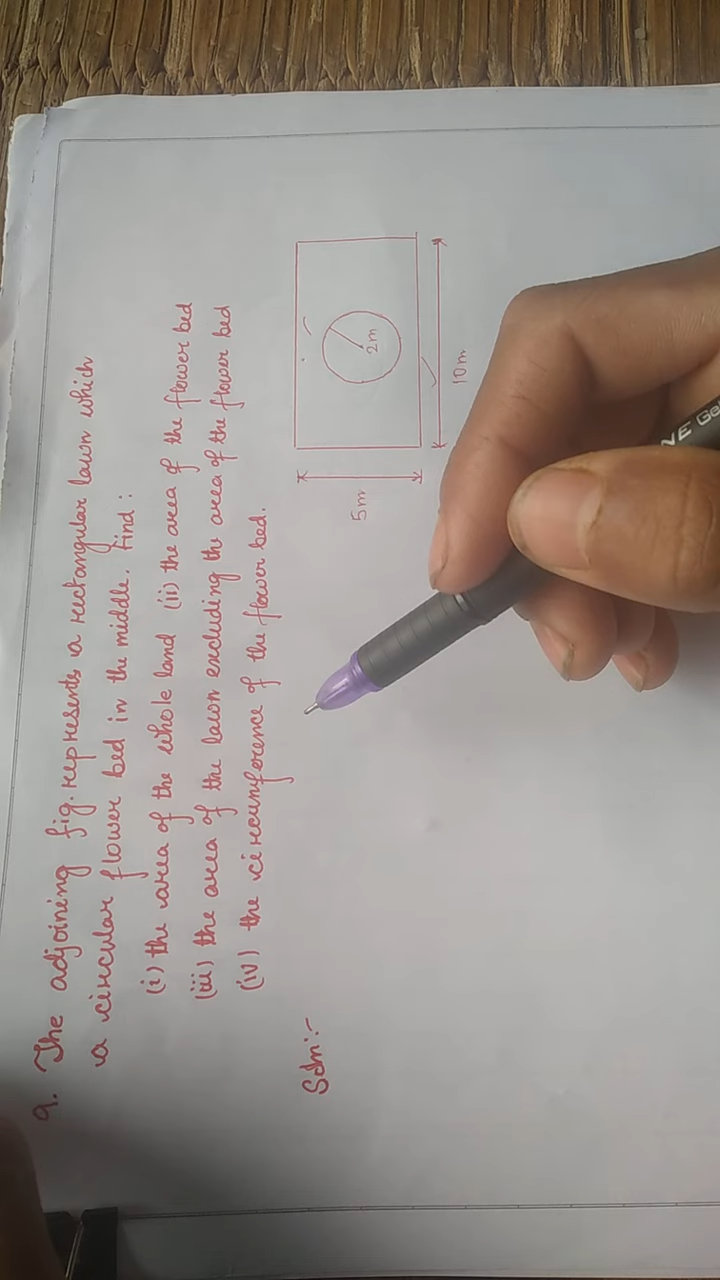 9. The adjoining fig. represents a rectangular lawn which
a circular flower bed in the middle. Find :
(i) the area of the whole land (ii) the area of the flower bed
(iii) the area of the lawn excluding the area of the flower bed
(iv) the circumference of the flower bed.
Soln:-
5m
2m
10m